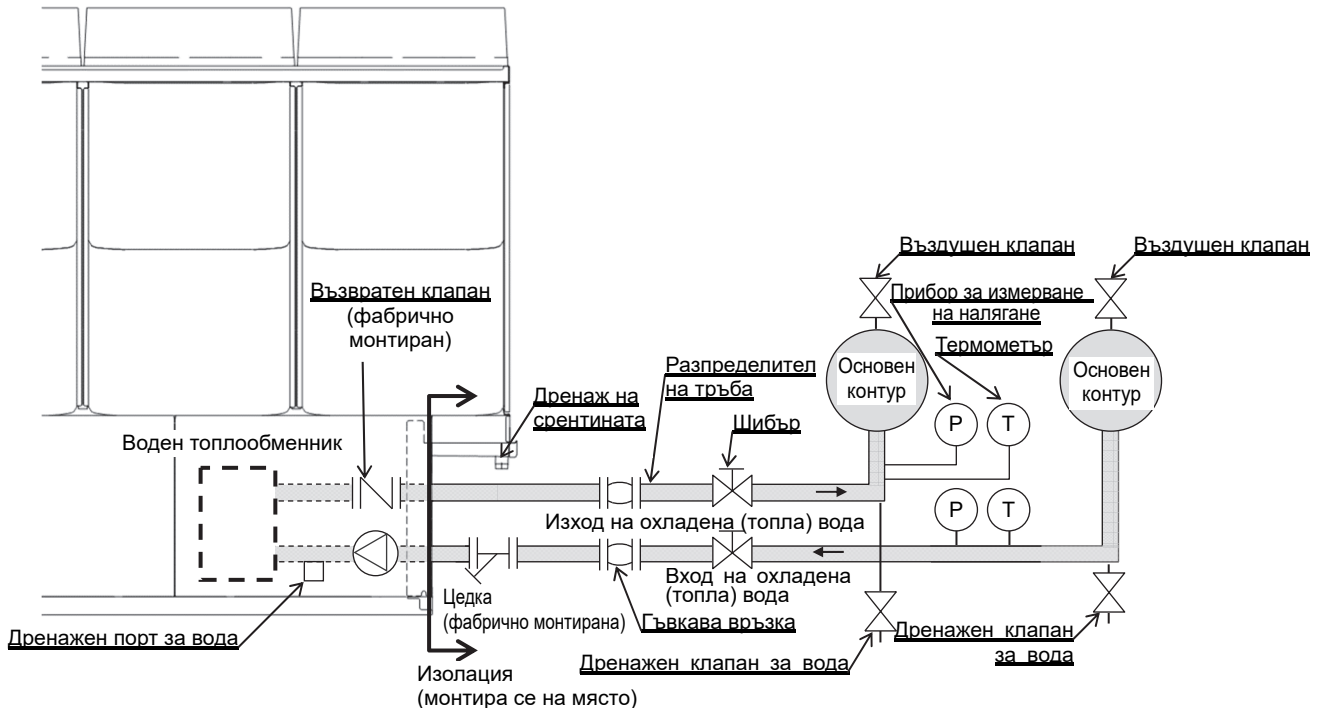 Въздушен клапан
Въздушен клапан
Възвратен клапан
(фабрично
монтиран)
Прибор за измерване
на налягане
Термометър
Основен
контур
Основен
контур
Разпределител
на тръба
Дренаж на
срентината
Шибър
P
T
Воден топлообменник
Изход на охладена (топла) вода
P
T
Вход на охладена
(топла) вода
Цедка
(фабрично монтирана)
Гъвкава връзка
Дренажен порт за вода
Дренажен клапан за вода
Дренажен клапан
за вода
Изолация
(монтира се на място)